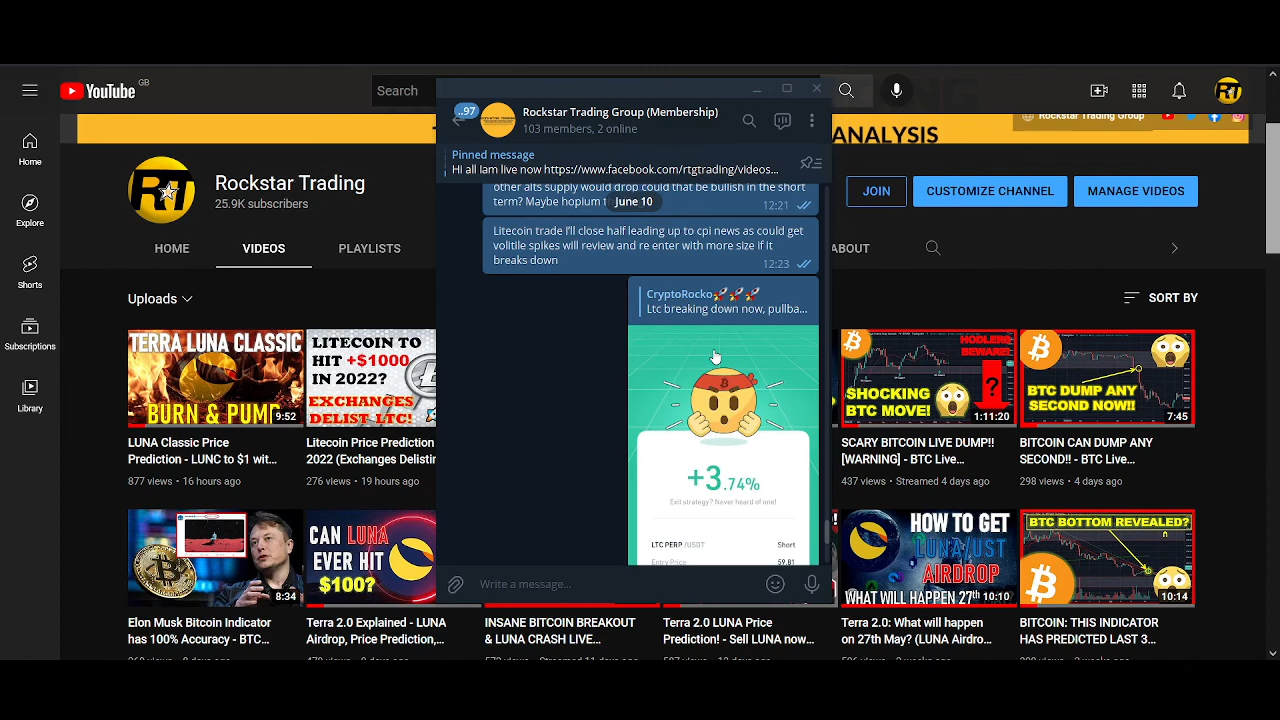 YouTube GB
Search
RT
Home
Explore
Shorts
Subscriptions
Library
ANALYSIS
Rockstar Trading Group
RT
Rockstar Trading
25.9K subscribers
JOIN
CUSTOMIZE CHANNEL
MANAGE VIDEOS
HOME
VIDEOS
PLAYLISTS
ABOUT
Uploads
SORT BY
..97
Rockstar Trading Group (Membership)
103 members, 2 online
Pinned message
Hi all Iam live now https://www.facebook.com/rtgtrading/videos...
other alts supply would drop could that be bullish in the short
term? Maybe hopium
12:21
June 10
Litecoin trade I'll close half leading up to cpi news as could get
volitile spikes will review and re enter with more size if it
breaks down
12:23
CryptoRocko🚀🚀🚀
Ltc breaking down now, pullba...
+3.74%
Exit strategy? Never heard of one!
LTC PERP /USDT Short
Entry Price 59.81
Write a message...
TERRA LUNA CLASSIC
BURN & PUMP
9:52
LUNA Classic Price
Prediction - LUNC to $1 wit...
877 views • 16 hours ago
LITECOIN TO
HIT +$1000
IN 2022?
EXCHANGES
DELIST LTC!
Litecoin Price Prediction
2022 (Exchanges Delistin
276 views • 19 hours ago
HODLERS
BEWARE!
?
SHOCKING
BTC MOVE!
1:11:20
SCARY BITCOIN LIVE DUMP!!
[WARNING] - BTC Live...
437 views • Streamed 4 days ago
BTC DUMP ANY
SECOND NOW!!
7:45
BITCOIN CAN DUMP ANY
SECOND!! - BTC Live...
298 views • 4 days ago
8:34
Elon Musk Bitcoin Indicator
has 100% Accuracy - BTC...
CAN LUNA
EVER HIT
$100?
Terra 2.0 Explained - LUNA
Airdrop, Price Prediction,...
INSANE BITCOIN BREAKOUT
& LUNA CRASH LIVE...
Terra 2.0 LUNA Price
Prediction! - Sell LUNA now...
HOW TO GET
LUNA/UST
AIRDROP
WHAT WILL HAPPEN 27th
10:10
Terra 2.0: What will happen
on 27th May? (LUNA Airdro...
BTC BOTTOM REVEALED?
10:14
BITCOIN: THIS INDICATOR
HAS PREDICTED LAST 3...